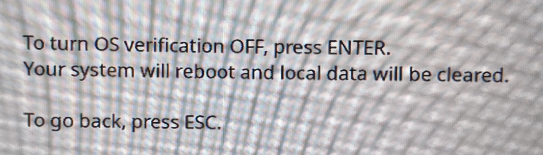 To turn OS verification OFF, press ENTER.
Your system will reboot and local data will be cleared.
To go back, press ESC.